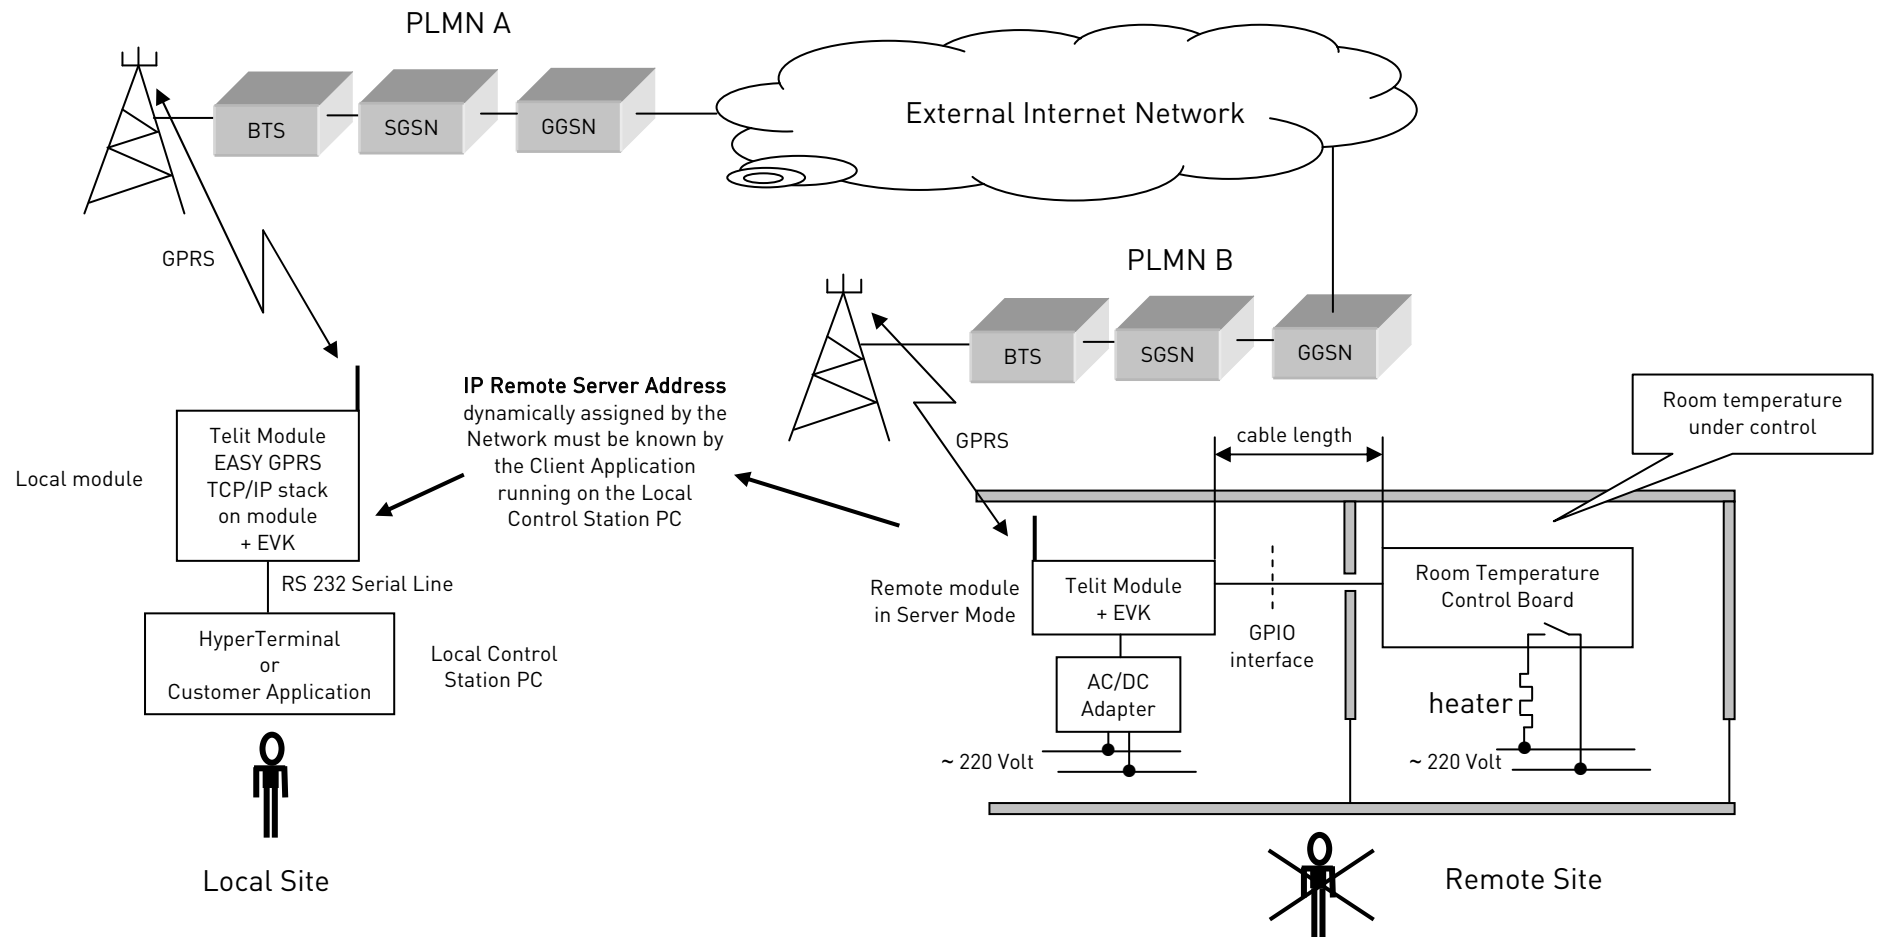 PLMN A
BTS
SGSN
GGSN
External Internet Network
GPRS
PLMN B
BTS
SGSN
GGSN
GPRS
IP Remote Server Address
dynamically assigned by the
Network must be known by
the Client Application
running on the Local
Control Station PC
Room temperature
under control
cable length
Local module
Telit Module
EASY GPRS
TCP/IP stack
on module
+ EVK
RS 232 Serial Line
HyperTerminal
or
Customer Application
Local Control
Station PC
Local Site
Remote module
in Server Mode
Telit Module
+ EVK
GPIO
interface
Room Temperature
Control Board
AC/DC
Adapter
heater
~ 220 Volt
~ 220 Volt
Remote Site